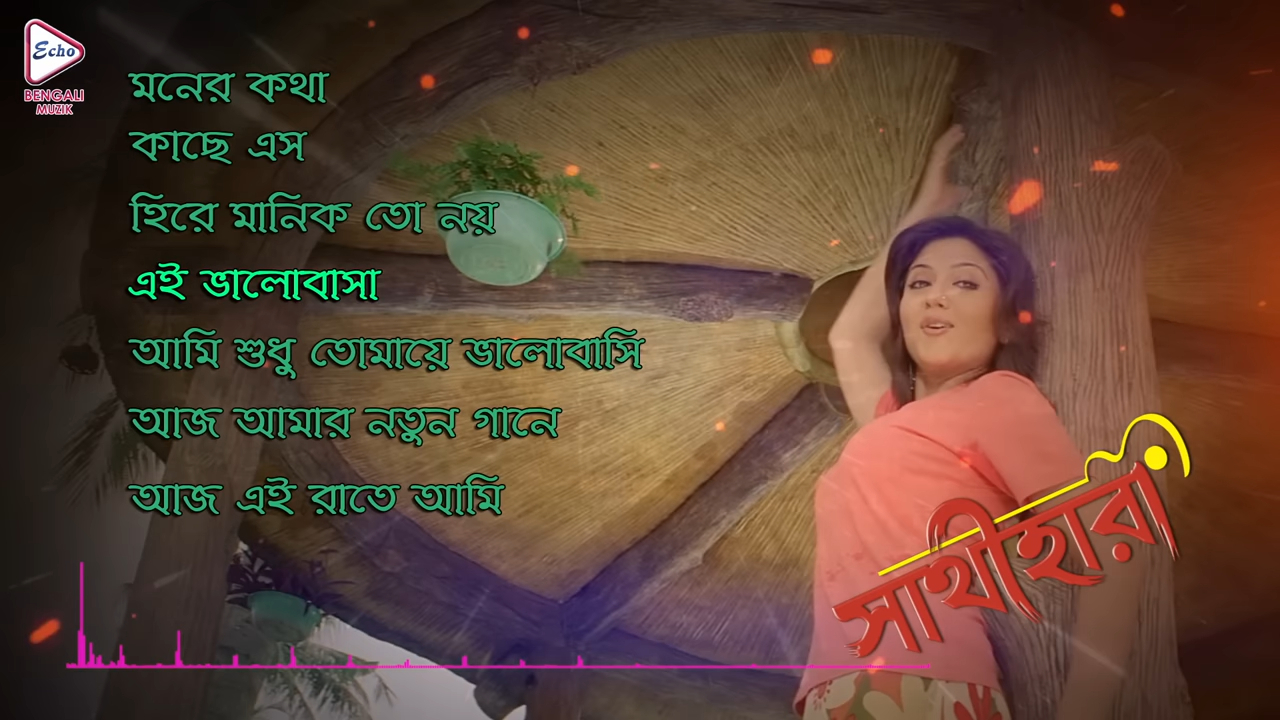 Echo
BENGALI
MUZIK
মনের কথা
কাছে এস
হিরে মানিক তো নয়
এই ভালোবাসা
আমি শুধু তোমায়ে ভালোবাসি
আজ আমার নতুন গানে
আজ এই রাতে আমি
সাথীহারা